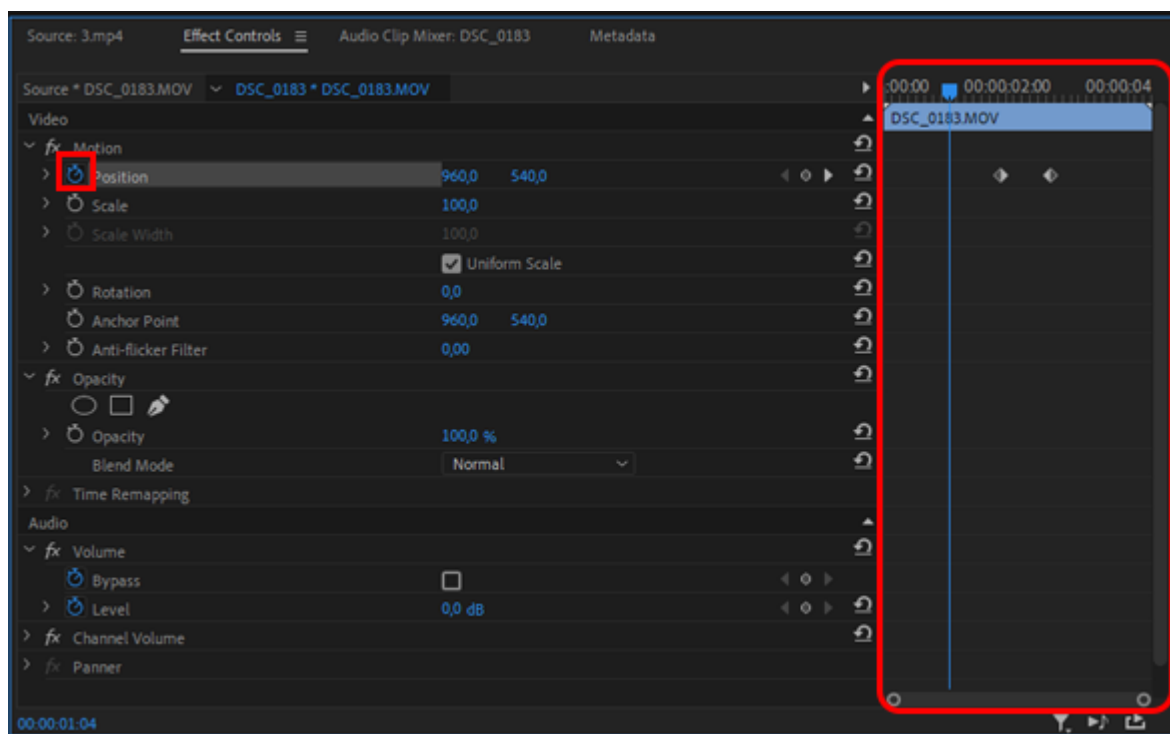 Source: 3.mp4 Effect Controls Audio Clip Mixer: DSC_0183 Metadata
Source * DSC_0183.MOV DSC_0183 * DSC_0183.MOV :00:00 00:00:02:00 00:00:04
Video DSC_0183.MOV
fx Motion
Position 960,0 540,0
Scale 100,0
Scale Width 100,0
Uniform Scale
Rotation 0,0
Anchor Point 960,0 540,0
Anti-flicker Filter 0,00
fx Opacity
Opacity 100,0 %
Blend Mode Normal
fx Time Remapping
Audio
fx Volume
Bypass
Level 0,0 dB
fx Channel Volume
fx Panner
00:00:01:04